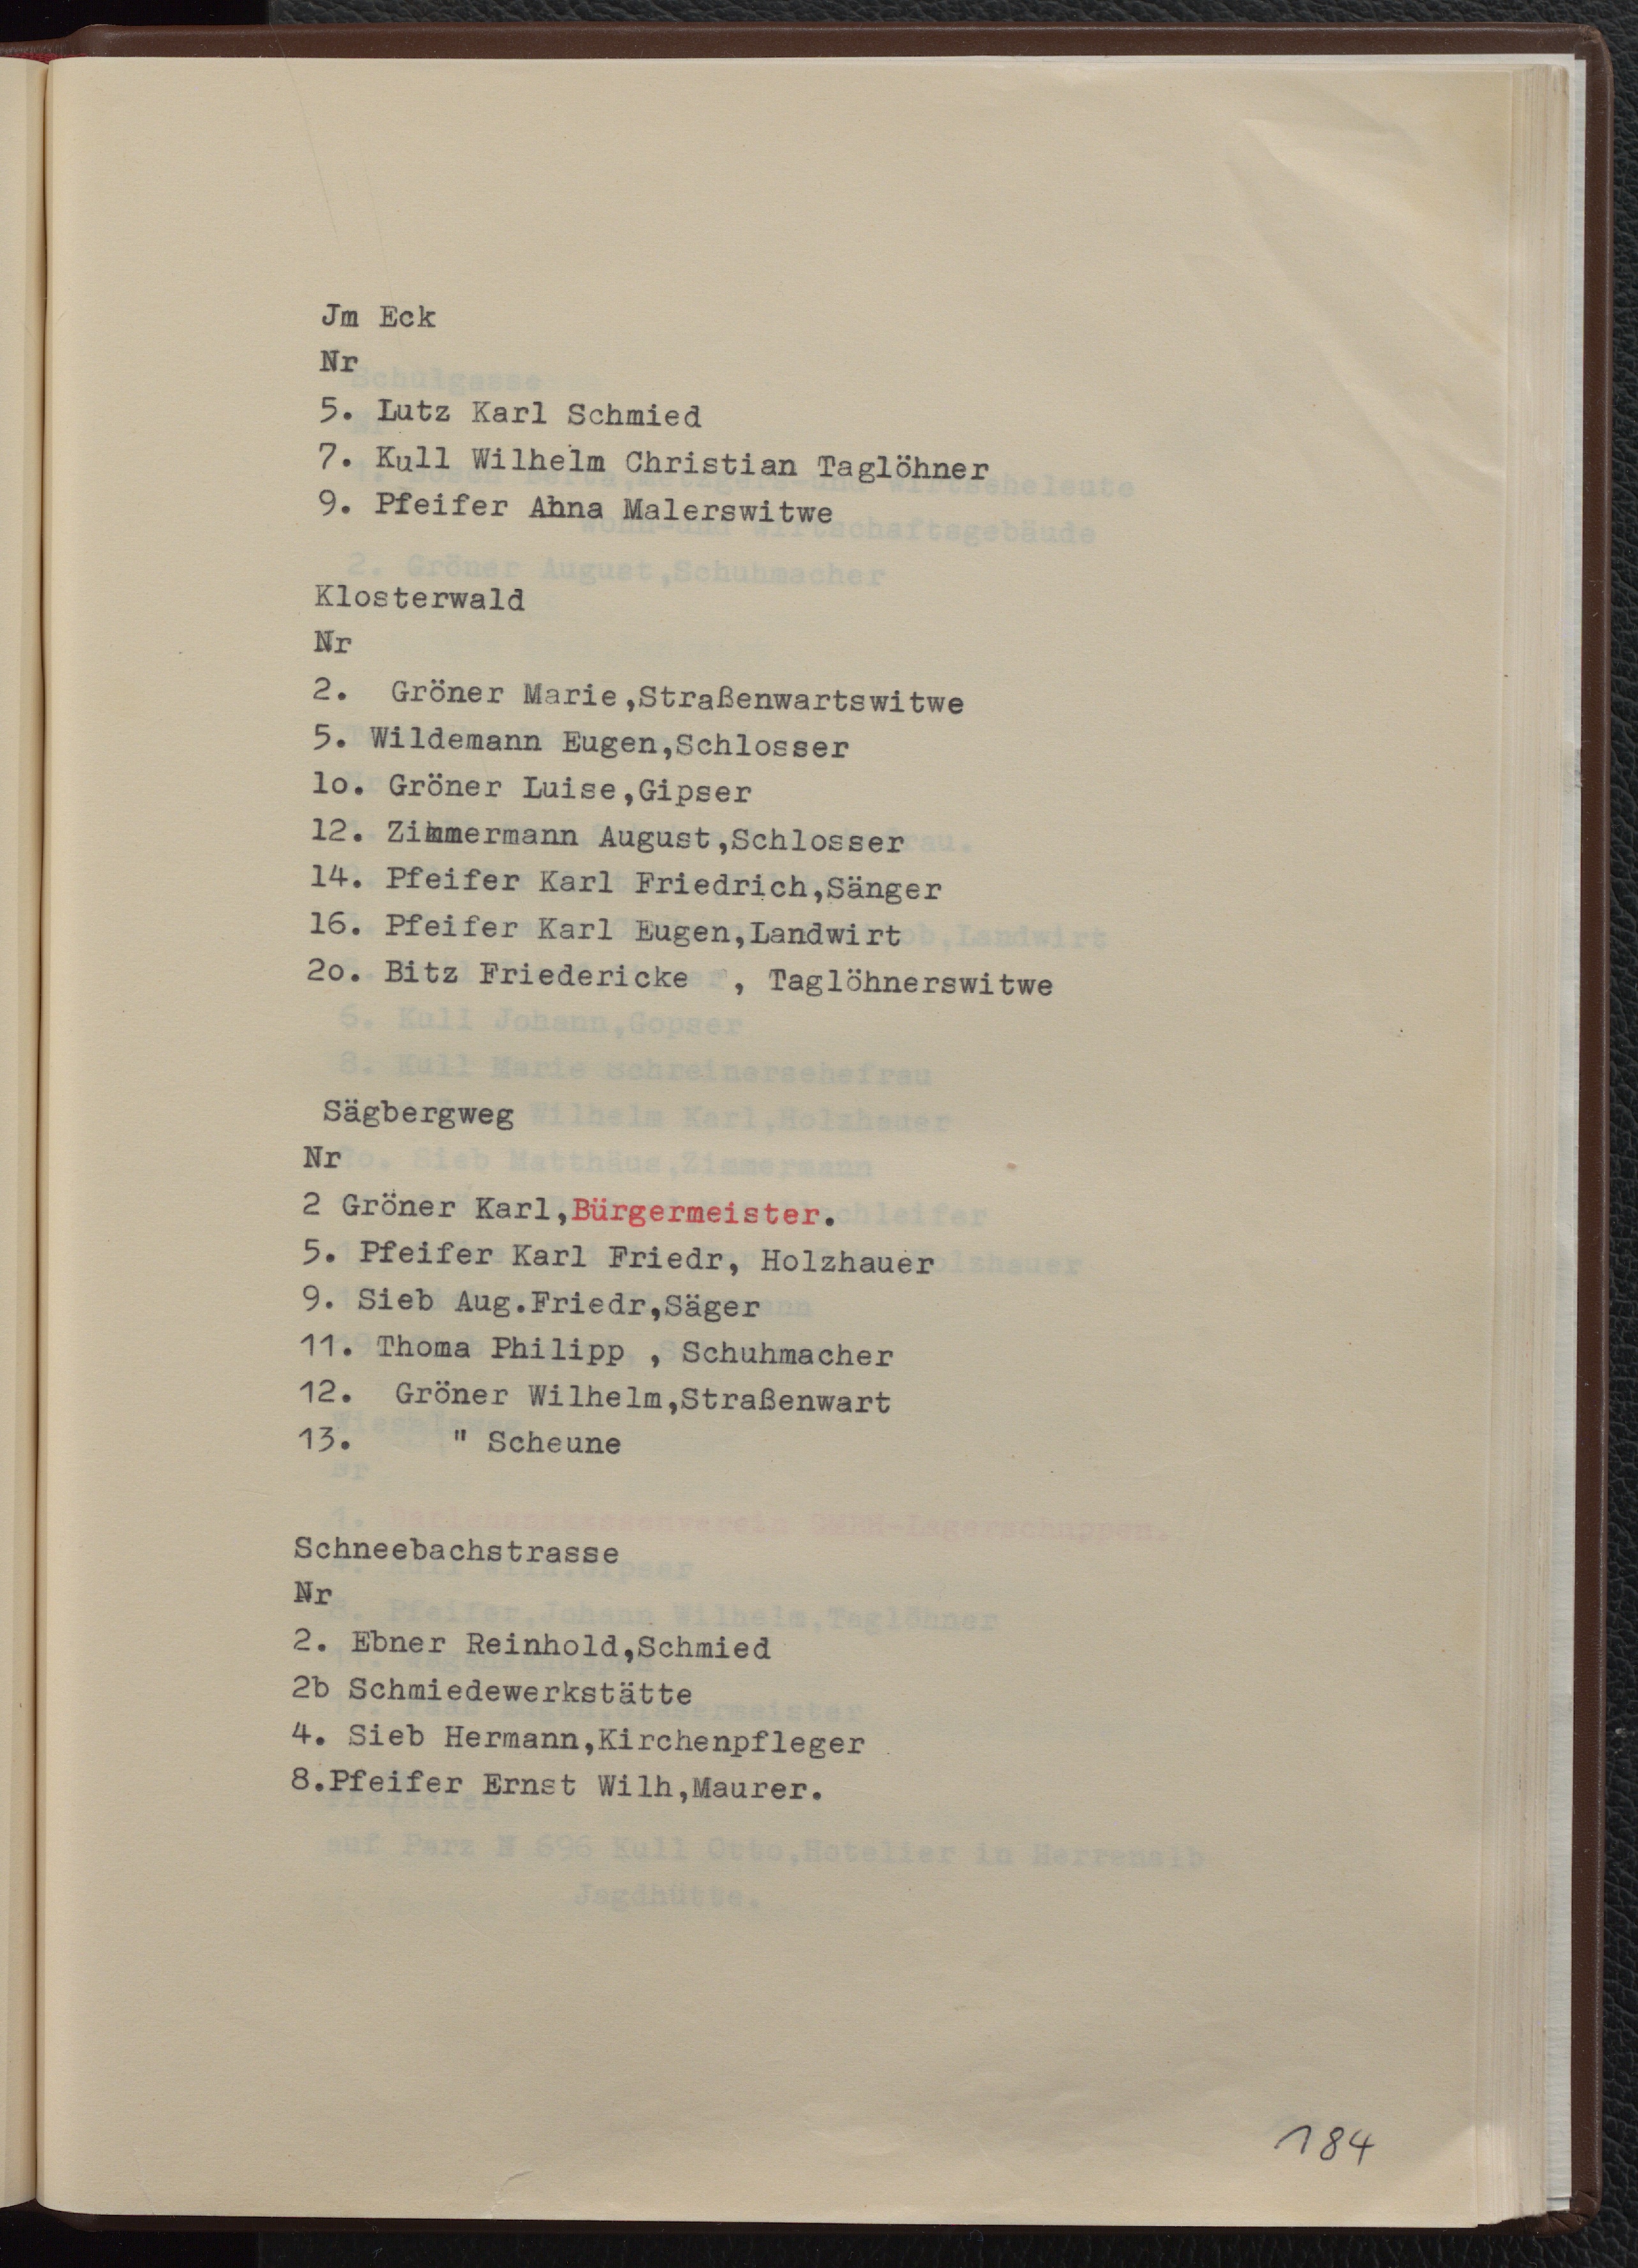 Jm Eck
Nr
5. Lutz Karl Schmied
7. Kull Wilhelm Christian Taglöhner
9. Pfeifer Anna Malerswitwe
Klosterwald
Nr
2. Gröner Marie,Straßenwartswitwe
5. Wildemann Eugen,Schlosser
lo. Gröner Luise,Gipser
12. Zimmermann August,Schlosser
14. Pfeifer Karl Friedrich,Sänger
16. Pfeifer Karl Eugen,Landwirt
2o. Bitz Friedericke , Taglöhnerswitwe
Sägbergweg
Nr
2 Gröner Karl,Bürgermeister.
5. Pfeifer Karl Friedr, Holzhauer
9. Sieb Aug.Friedr,Säger
11. Thoma Philipp , Schuhmacher
12. Gröner Wilhelm,Straßenwart
13. " Scheune
Schneebachstrasse
Nr
2. Ebner Reinhold,Schmied
2b Schmiedewerkstätte
4. Sieb Hermann,Kirchenpfleger
8.Pfeifer Ernst Wilh,Maurer.
184